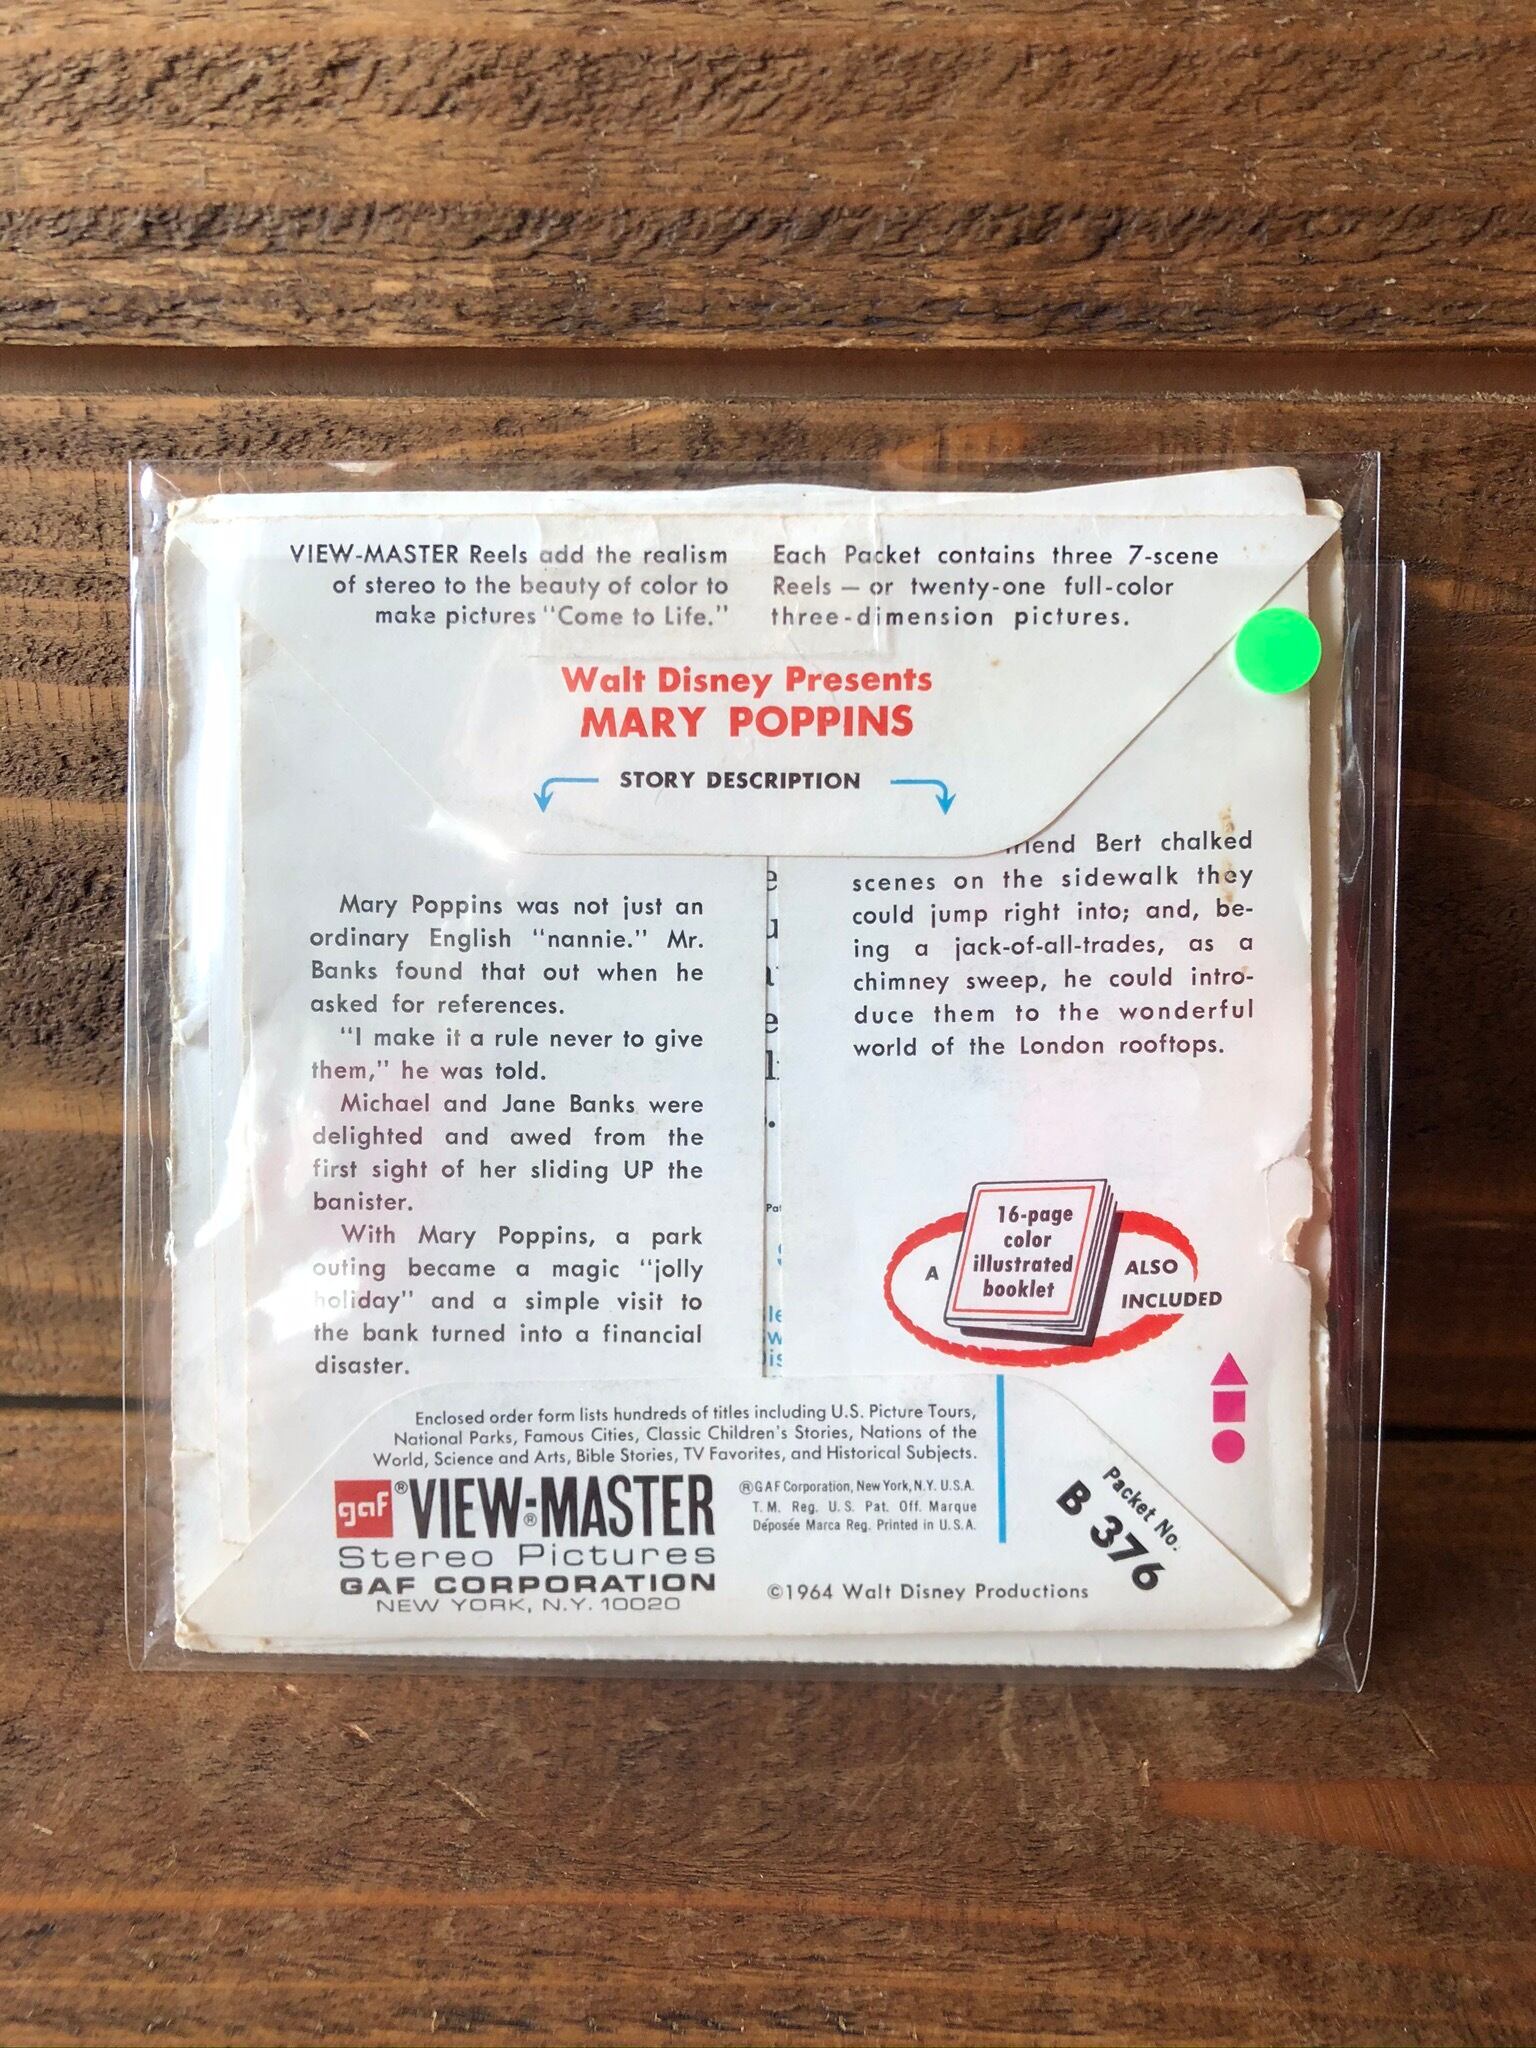 VIEW-MASTER Reels add the realism
of stereo to the beauty of color to
make pictures "Come to Life."
Each Packet contains three 7-scene
Reels — or twenty-one full-color
three-dimension pictures.
Walt Disney Presents
MARY POPPINS
STORY DESCRIPTION
Mary Poppins was not just an
ordinary English "nannie." Mr.
Banks found that out when he
asked for references.
"I make it a rule never to give
them," he was told.
Michael and Jane Banks were
delighted and awed from the
first sight of her sliding UP the
banister.
With Mary Poppins, a park
outing became a magic "jolly
holiday" and a simple visit to
the bank turned into a financial
disaster.
friend Bert chalked
scenes on the sidewalk they
could jump right into; and, be-
ing a jack-of-all-trades, as a
chimney sweep, he could intro-
duce them to the wonderful
world of the London rooftops.
A
16-page
color
illustrated
booklet
ALSO
INCLUDED
Enclosed order form lists hundreds of titles including U.S. Picture Tours,
National Parks, Famous Cities, Classic Children's Stories, Nations of the
World, Science and Arts, Bible Stories, TV Favorites, and Historical Subjects.
gaf® VIEW-MASTER®
Stereo Pictures
GAF CORPORATION
NEW YORK, N.Y. 10020
®GAF Corporation, New York, N.Y. U.S.A.
T. M. Reg. U. S. Pat. Off. Marque
Déposée Marca Reg. Printed in U. S. A.
©1964 Walt Disney Productions
Packet No.
B 376